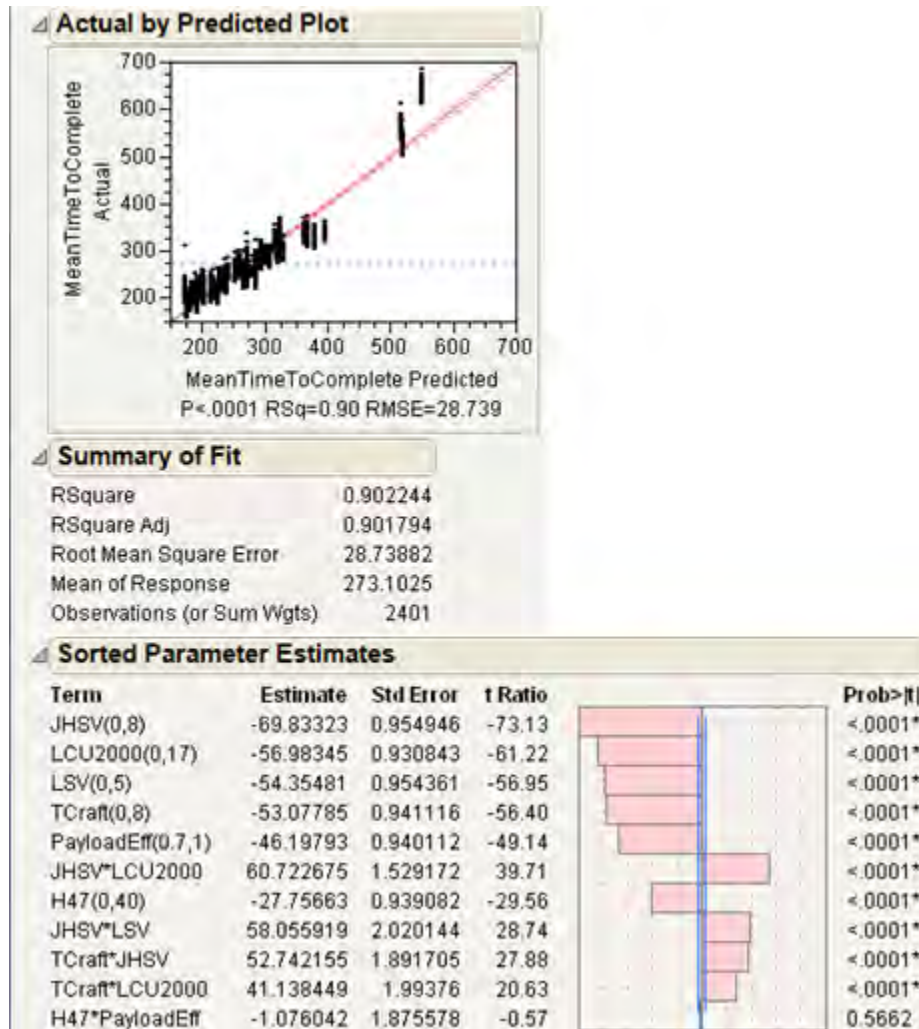 Actual by Predicted Plot
700
600
500
400
300
200
MeanTimeToComplete
Actual
200 300 400 500 600 700
MeanTimeToComplete Predicted
P<.0001 RSq=0.90 RMSE=28.739
Summary of Fit
RSquare 0.902244
RSquare Adj 0.901794
Root Mean Square Error 28.73882
Mean of Response 273.1025
Observations (or Sum Wgts) 2401
Sorted Parameter Estimates
Term Estimate Std Error t Ratio Prob>|t|
JHSV(0,8) -69.83323 0.954946 -73.13 <.0001*
LCU2000(0,17) -56.98345 0.930843 -61.22 <.0001*
LSV(0,5) -54.35481 0.954361 -56.95 <.0001*
TCraft(0,8) -53.07785 0.941116 -56.40 <.0001*
PayloadEff(0.7,1) -46.19793 0.940112 -49.14 <.0001*
JHSV*LCU2000 60.722675 1.529172 39.71 <.0001*
H47(0,40) -27.75663 0.939082 -29.56 <.0001*
JHSV*LSV 58.055919 2.020144 28.74 <.0001*
TCraft*JHSV 52.742155 1.891705 27.88 <.0001*
TCraft*LCU2000 41.138449 1.99376 20.63 <.0001*
H47*PayloadEff -1.076042 1.875578 -0.57 0.5662